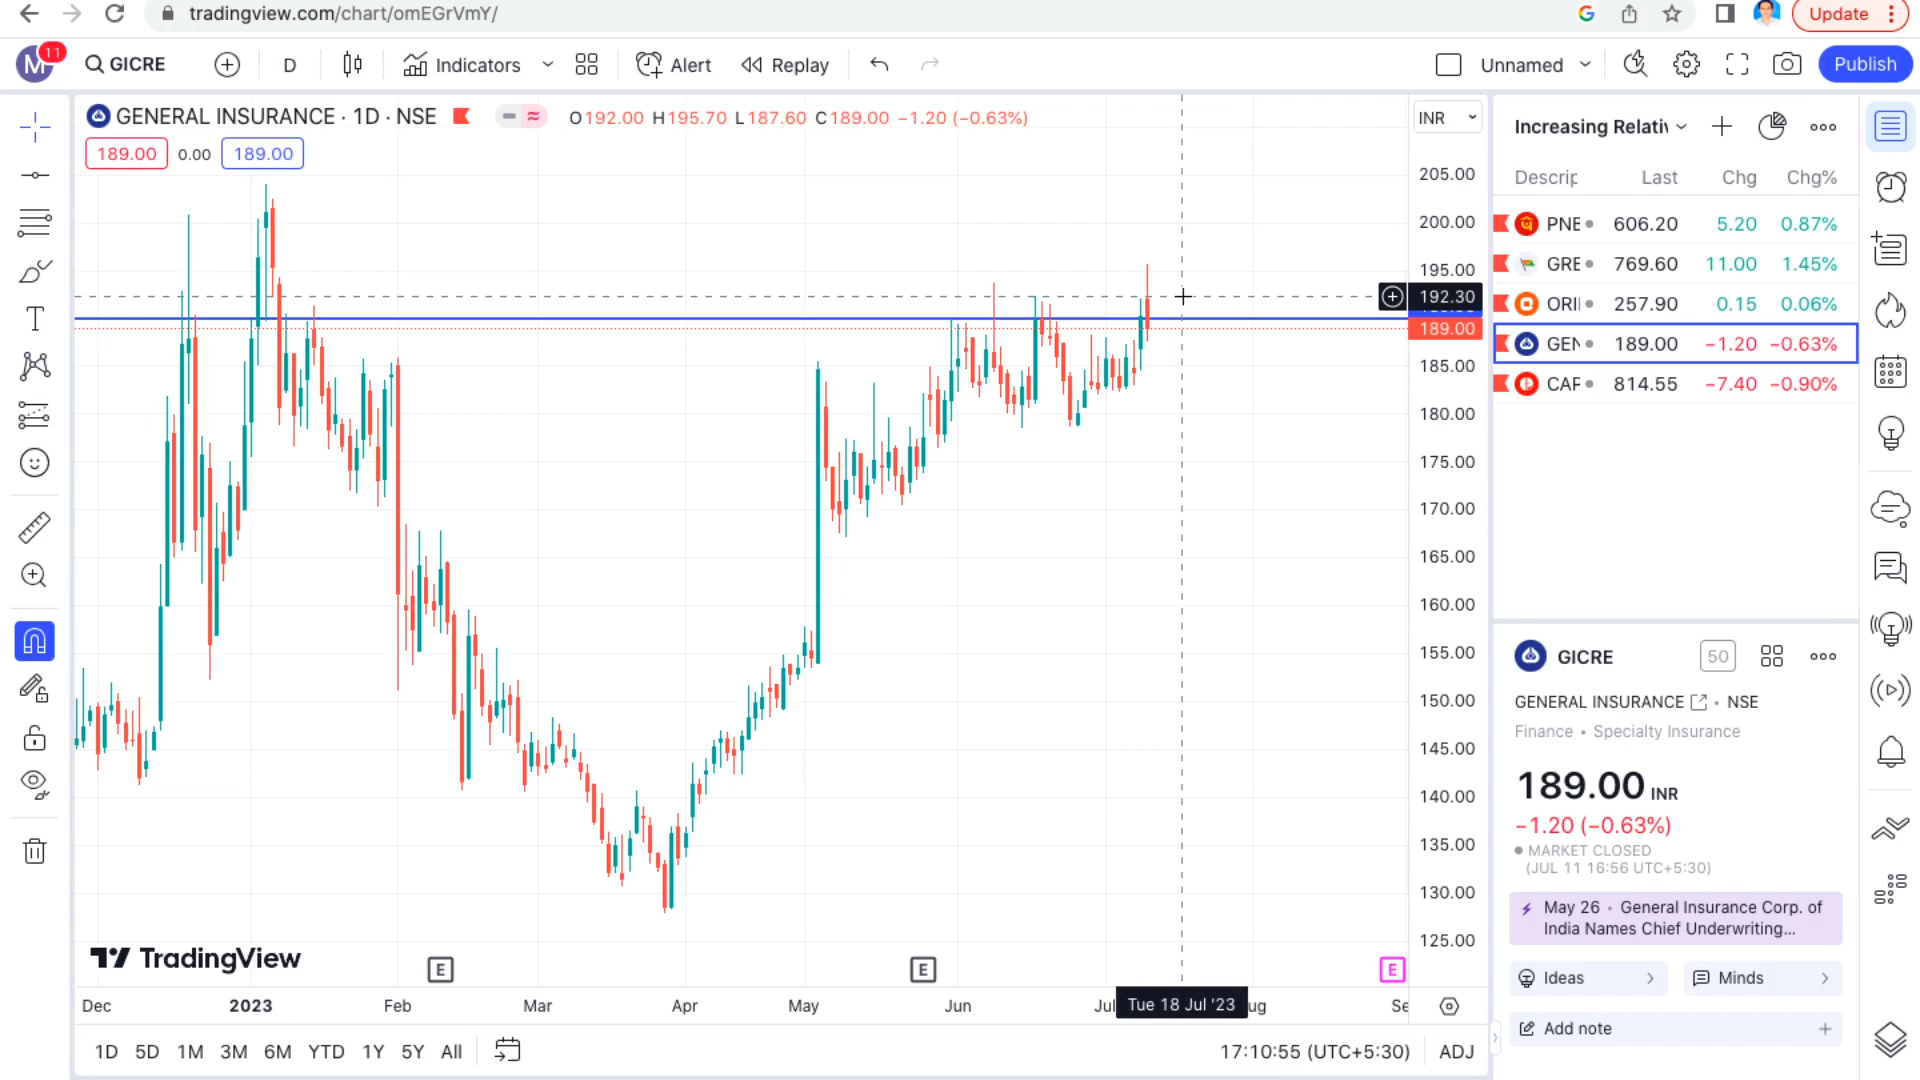 tradingview.com/chart/omEGrVmY/
Update
M 11
GICRE
D
Indicators
Alert
Replay
Unnamed
Publish
GENERAL INSURANCE · 1D · NSE
O192.00 H195.70 L187.60 C189.00 −1.20 (−0.63%)
INR
189.00 0.00 189.00
205.00
200.00
195.00
192.30
189.00
185.00
180.00
175.00
170.00
165.00
160.00
155.00
150.00
145.00
140.00
135.00
130.00
125.00
TradingView
E
E
E
Dec 2023 Feb Mar Apr May Jun Jul Tue 18 Jul '23 ug Se
1D 5D 1M 3M 6M YTD 1Y 5Y All
17:10:55 (UTC+5:30) ADJ
Increasing Relativ
Descrip Last Chg Chg%
PNB 606.20 5.20 0.87%
GRE 769.60 11.00 1.45%
ORI 257.90 0.15 0.06%
GEN 189.00 −1.20 −0.63%
CAP 814.55 −7.40 −0.90%
GICRE
50
GENERAL INSURANCE • NSE
Finance • Specialty Insurance
189.00 INR
−1.20 (−0.63%)
MARKET CLOSED
(JUL 11 16:56 UTC+5:30)
May 26 · General Insurance Corp. of
India Names Chief Underwriting...
Ideas
Minds
Add note